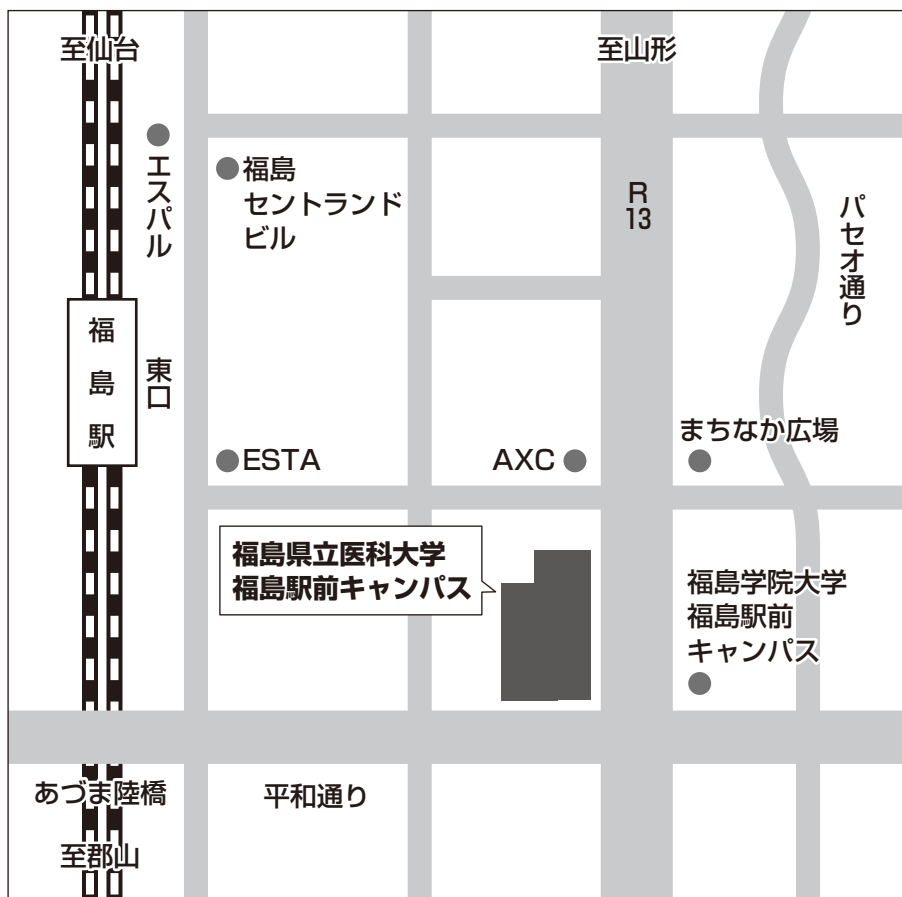 至仙台
至山形
エスパル
福島
セントランド
ビル
R
13
パセオ通り
福島駅
東口
まちなか広場
ESTA
AXC
福島県立医科大学
福島駅前キャンパス
福島学院大学
福島駅前
キャンパス
あづま陸橋
平和通り
至郡山